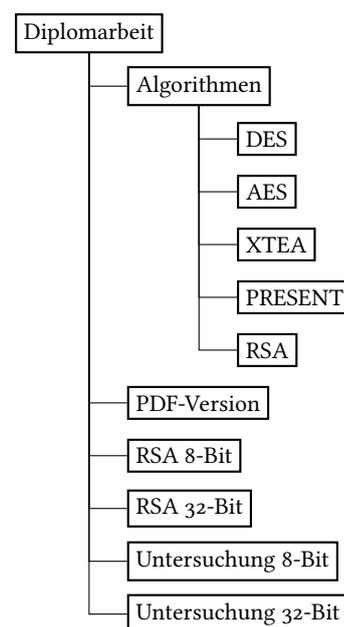 Diplomarbeit
Algorithmen
DES
AES
XTEA
PRESENT
RSA
PDF-Version
RSA 8-Bit
RSA 32-Bit
Untersuchung 8-Bit
Untersuchung 32-Bit